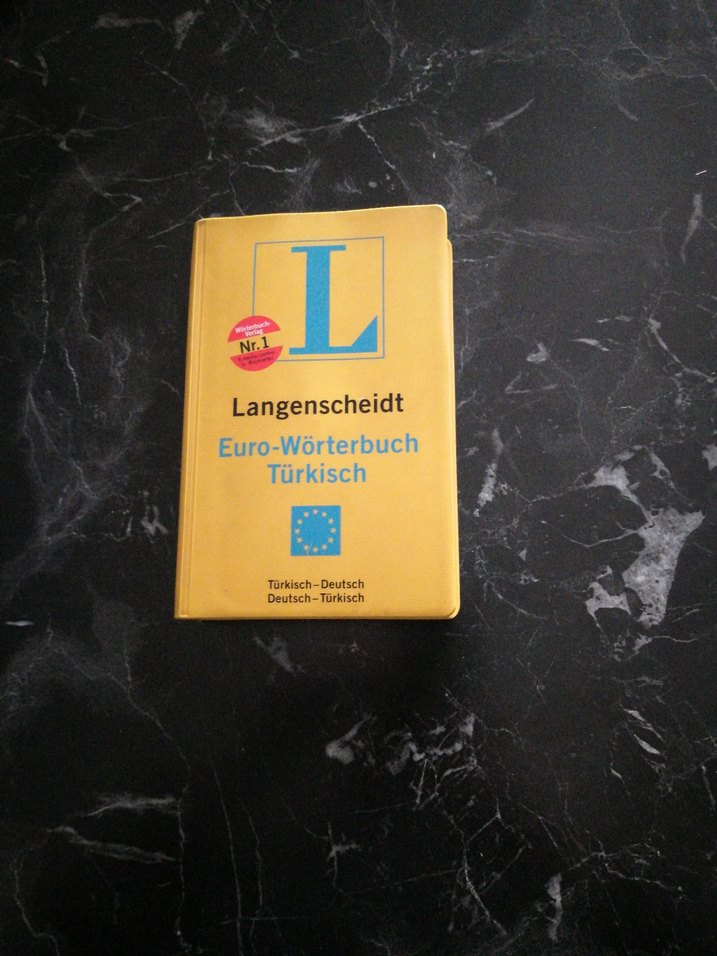 L
Wörterbuch-
Verlag
Nr. 1
Langenscheidt
Euro-Wörterbuch
Türkisch
Türkisch–Deutsch
Deutsch–Türkisch